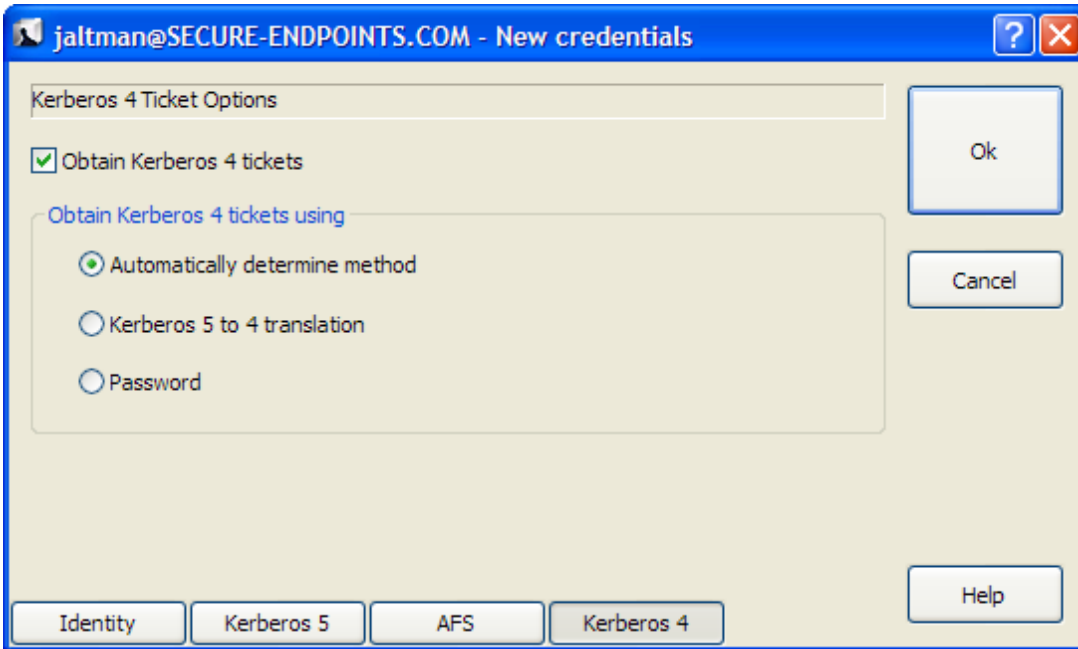 jaltman@SECURE-ENDPOINTS.COM - New credentials
?
Kerberos 4 Ticket Options
Obtain Kerberos 4 tickets
Obtain Kerberos 4 tickets using
Automatically determine method
Kerberos 5 to 4 translation
Password
Ok
Cancel
Help
Identity Kerberos 5 AFS Kerberos 4